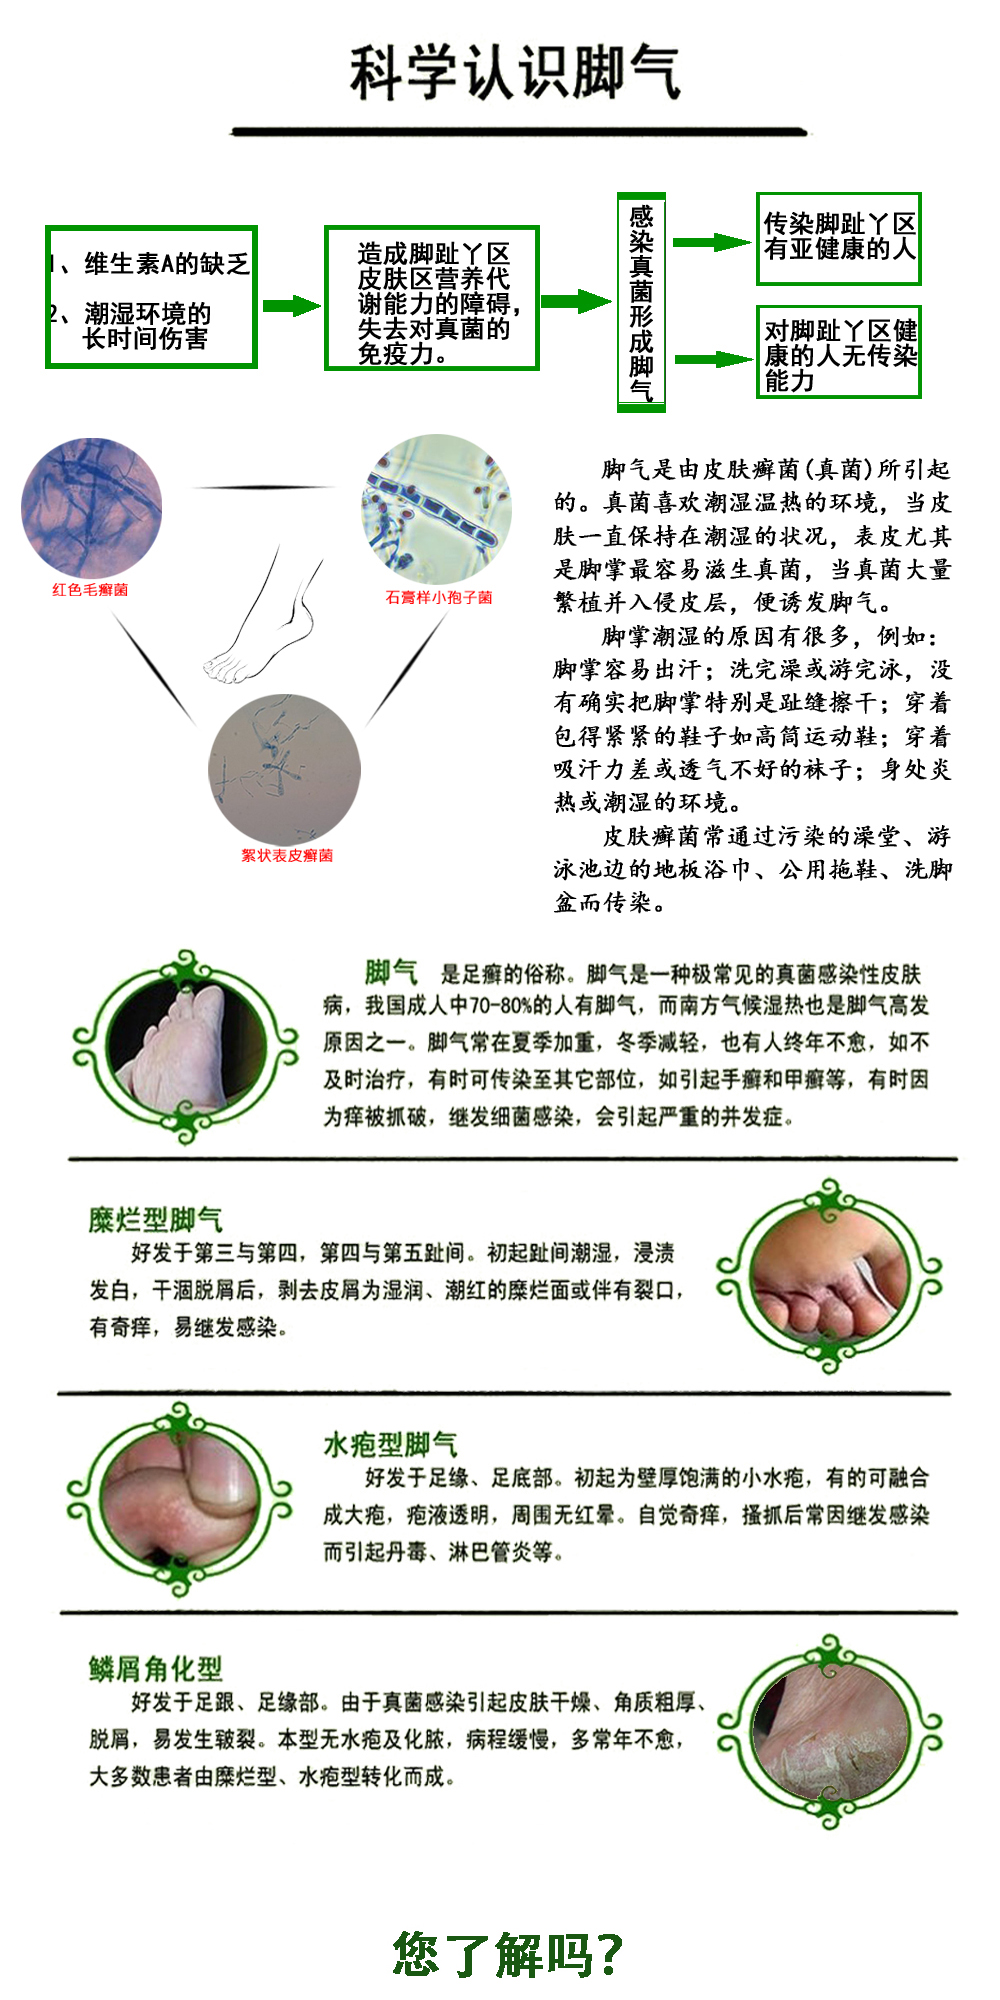 科学认识脚气
1、维生素A的缺乏
2、潮湿环境的
长时间伤害
造成脚趾丫区
皮肤区营养代
谢能力的障碍，
失去对真菌的
免疫力。
感染真菌形成脚气
传染脚趾丫区
有亚健康的人
对脚趾丫区健
康的人无传染
能力
红色毛癣菌
石膏样小孢子菌
絮状表皮癣菌
脚气是由皮肤癣菌(真菌)所引起
的。真菌喜欢潮湿温热的环境，当皮
肤一直保持在潮湿的状况，表皮尤其
是脚掌最容易滋生真菌，当真菌大量
繁植并入侵皮层，便诱发脚气。
脚掌潮湿的原因有很多，例如：
脚掌容易出汗；洗完澡或游完泳，没
有确实把脚掌特别是趾缝擦干；穿着
包得紧紧的鞋子如高筒运动鞋；穿着
吸汗力差或透气不好的袜子；身处炎
热或潮湿的环境。
皮肤癣菌常通过污染的澡堂、游
泳池边的地板浴巾、公用拖鞋、洗脚
盆而传染。
脚气 是足癣的俗称。脚气是一种极常见的真菌感染性皮肤
病，我国成人中70-80%的人有脚气，而南方气候湿热也是脚气高发
原因之一。脚气常在夏季加重，冬季减轻，也有人终年不愈，如不
及时治疗，有时可传染至其它部位，如引起手癣和甲癣等，有时因
为痒被抓破，继发细菌感染，会引起严重的并发症。
糜烂型脚气
好发于第三与第四，第四与第五趾间。初起趾间潮湿，浸渍
发白，干涸脱屑后，剥去皮屑为湿润、潮红的糜烂面或伴有裂口，
有奇痒，易继发感染。
水疱型脚气
好发于足缘、足底部。初起为壁厚饱满的小水疱，有的可融合
成大疱，疱液透明，周围无红晕。自觉奇痒，搔抓后常因继发感染
而引起丹毒、淋巴管炎等。
鳞屑角化型
好发于足跟、足缘部。由于真菌感染引起皮肤干燥、角质粗厚、
脱屑，易发生皲裂。本型无水疱及化脓，病程缓慢，多常年不愈，
大多数患者由糜烂型、水疱型转化而成。
您了解吗?